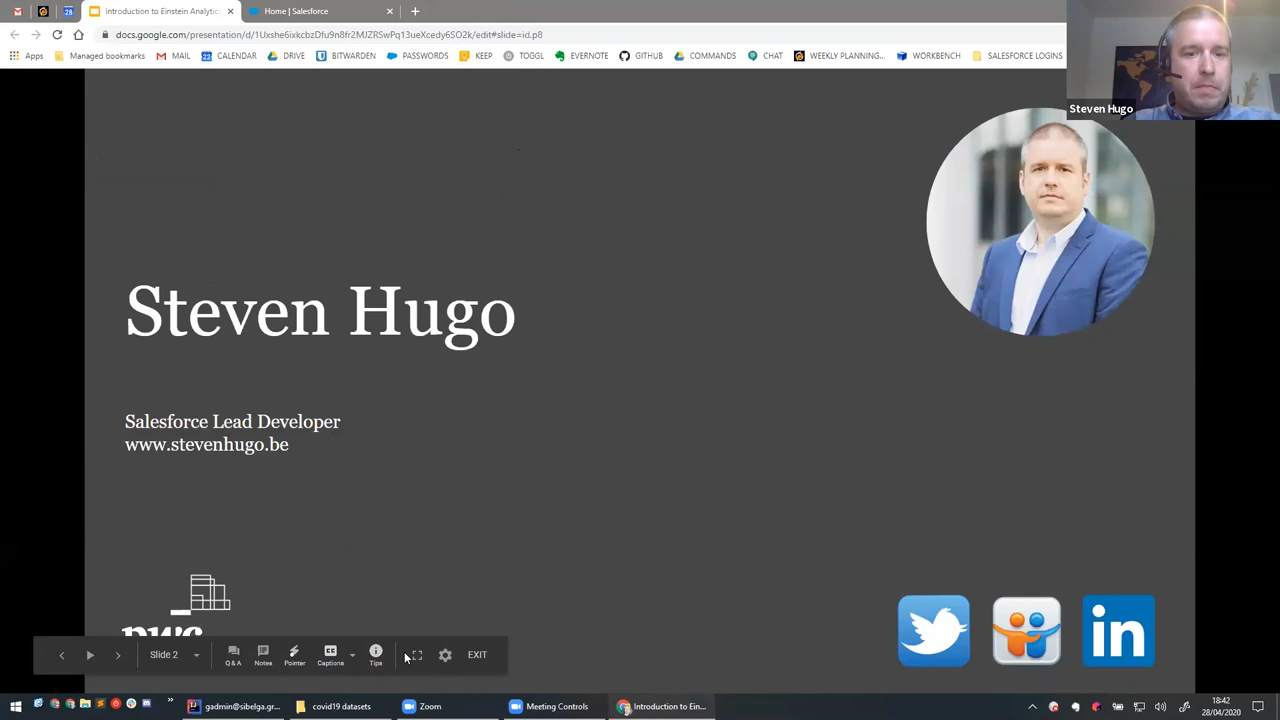 Introduction to Einstein Analytics
Home | Salesforce
docs.google.com/presentation/d/1Uxshe6ixkcbzDfu9n8fr2MJZRSwPq13ueXcedy6SO2k/edit#slide=id.p8
Apps
Managed bookmarks
MAIL
CALENDAR
DRIVE
BITWARDEN
PASSWORDS
KEEP
TOGGL
EVERNOTE
GITHUB
COMMANDS
CHAT
WEEKLY PLANNING...
WORKBENCH
SALESFORCE LOGINS
Steven Hugo
Steven Hugo
Salesforce Lead Developer
www.stevenhugo.be
pwc
in
Slide 2
Q & A
Notes
Pointer
Captions
Tips
EXIT
gadmin@sibelga.gr...
covid19 datasets
Zoom
Meeting Controls
Introduction to Ein...
18:42
28/04/2020